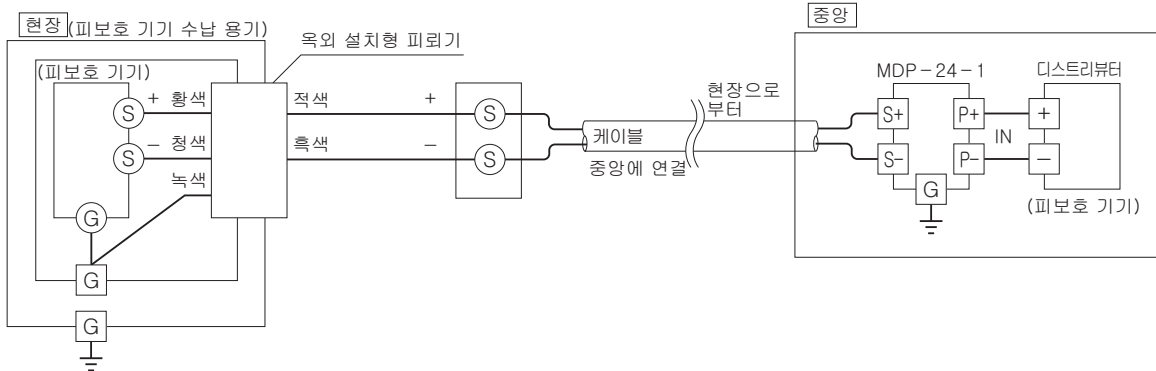 현장 (피보호 기기 수납 용기)
옥외 설치형 피뢰기
(피보호 기기)
S
+ 황색
적색 +
S
S
− 청색
흑색 −
S
녹색
G
G
G
케이블
중앙에 연결
현장으로
부터
중앙
MDP−24−1
디스트리뷰터
S+
P+
+
IN
S-
P-
−
G
(피보호 기기)